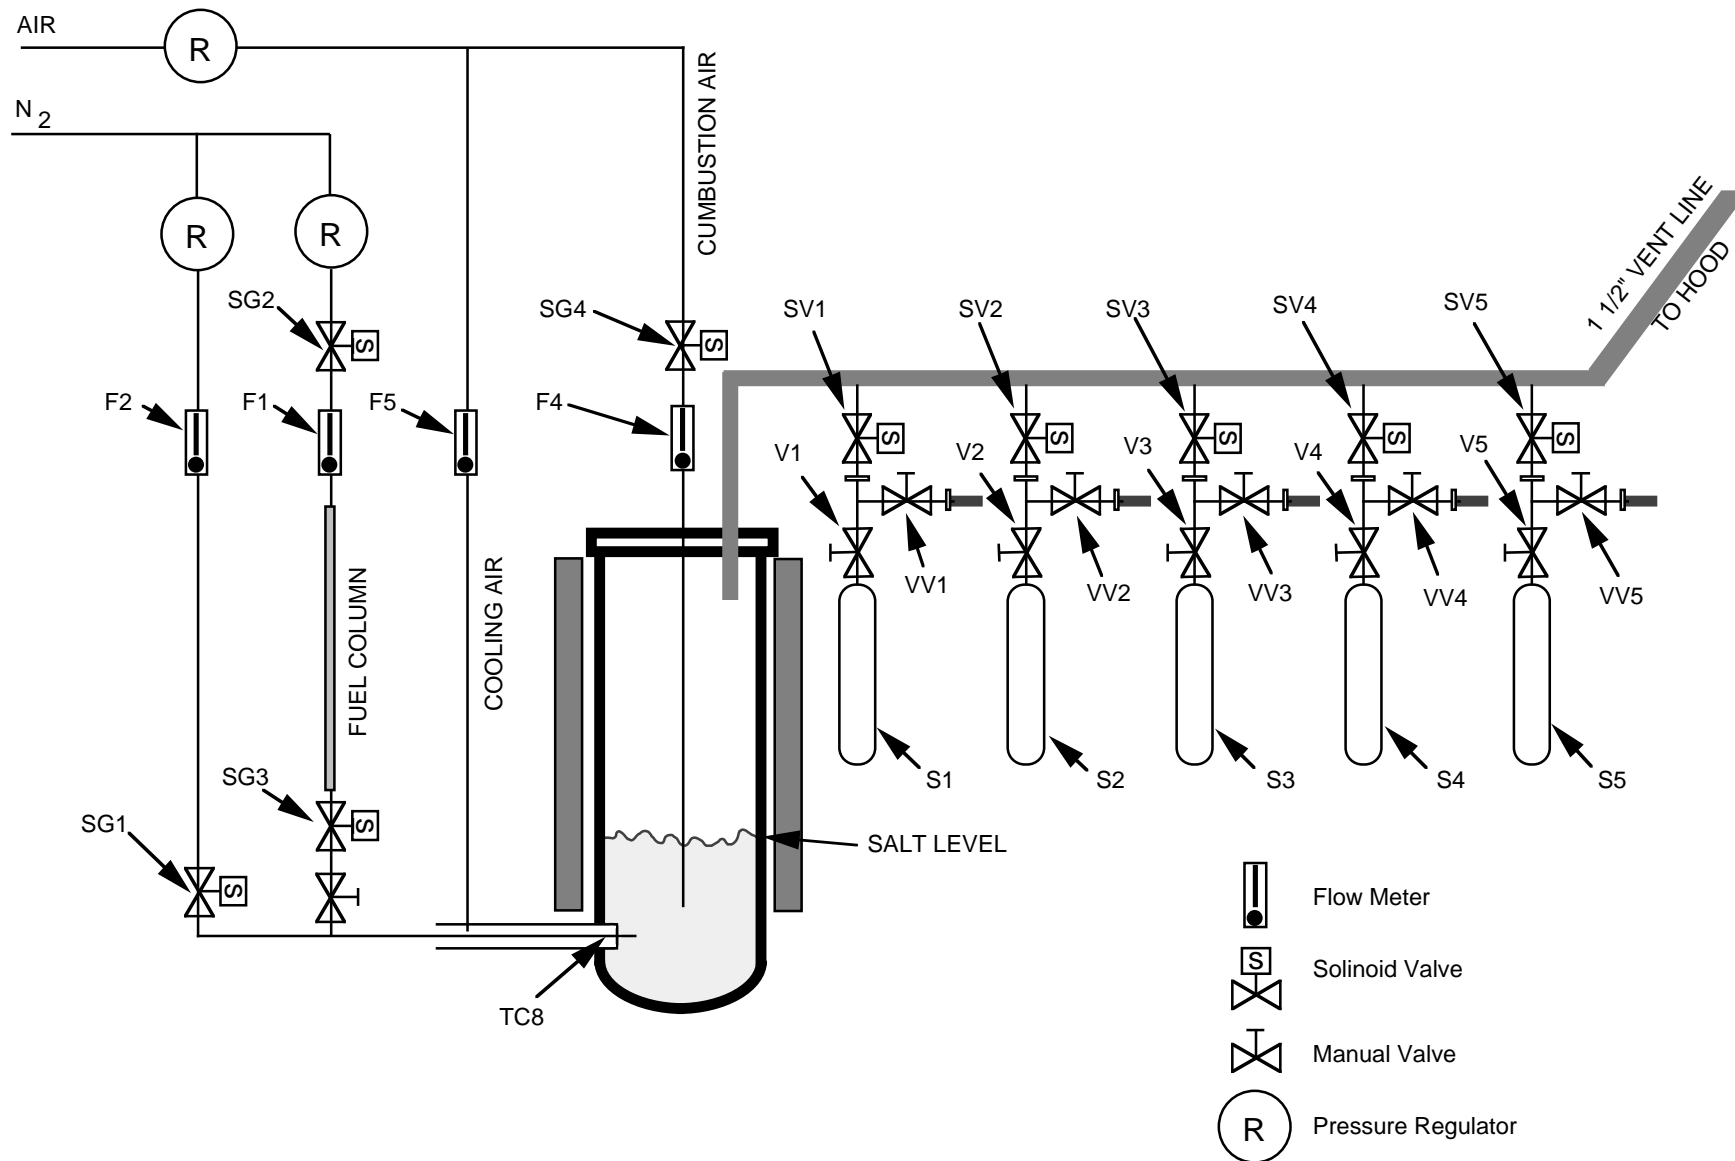 AIR
R
N 2
CUMBUSTION AIR
1 1/2" VENT LINE
TO HOOD
R
R
SG2
S
SG4
S
SV1
SV2
SV3
SV4
SV5
F2
F1
F5
F4
S
S
S
S
S
V1
V2
V3
V4
V5
VV1
VV2
VV3
VV4
VV5
FUEL COLUMN
COOLING AIR
SG3
S
S1
S2
S3
S4
S5
SG1
S
SALT LEVEL
TC8
Flow Meter
S
Solinoid Valve
Manual Valve
R
Pressure Regulator